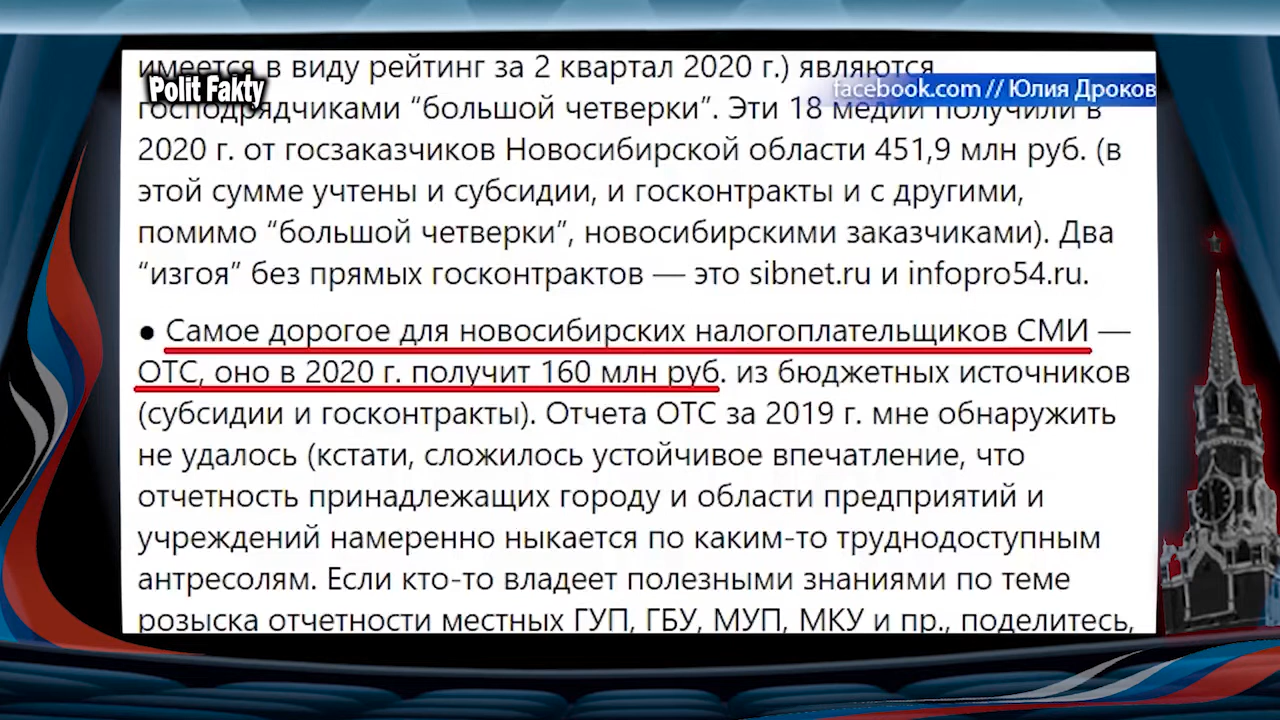 имеется в виду рейтинг за 2 квартал 2020 г.) являются
Polit Fakty
facebook.com // Юлия Дроков
господрядчиками “большой четверки”. Эти 18 медий получили в
2020 г. от госзаказчиков Новосибирской области 451,9 млн руб. (в
этой сумме учтены и субсидии, и госконтракты и с другими,
помимо “большой четверки”, новосибирскими заказчиками). Два
“изгоя” без прямых госконтрактов — это sibnet.ru и infopro54.ru.
● Самое дорогое для новосибирских налогоплательщиков СМИ —
ОТС, оно в 2020 г. получит 160 млн руб. из бюджетных источников
(субсидии и госконтракты). Отчета ОТС за 2019 г. мне обнаружить
не удалось (кстати, сложилось устойчивое впечатление, что
отчетность принадлежащих городу и области предприятий и
учреждений намеренно ныкается по каким-то труднодоступным
антресолям. Если кто-то владеет полезными знаниями по теме
розыска отчетности местных ГУП, ГБУ, МУП, МКУ и пр., поделитесь,